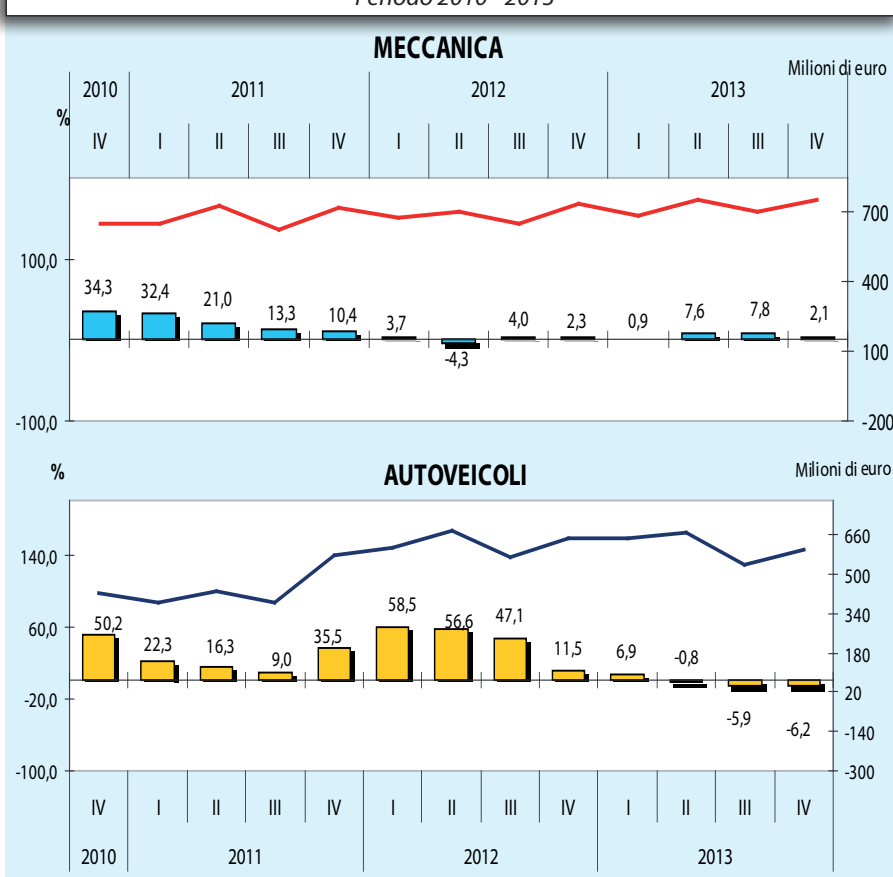 Periodo 2010 - 2013
MECCANICA
Milioni di euro
2010 2011 2012 2013
%
IV I II III IV I II III IV I II III IV
700
100,0
400
34,3 32,4 21,0 13,3 10,4 3,7 -4,3 4,0 2,3 0,9 7,6 7,8 2,1
100
-100,0
-200
%
AUTOVEICOLI
Milioni di euro
660
140,0
500
340
60,0
50,2 22,3 16,3 9,0 35,5 58,5 56,6 47,1 11,5 6,9 -0,8 -5,9 -6,2
180
20
-20,0
-140
-100,0
-300
IV I II III IV I II III IV I II III IV
2010 2011 2012 2013